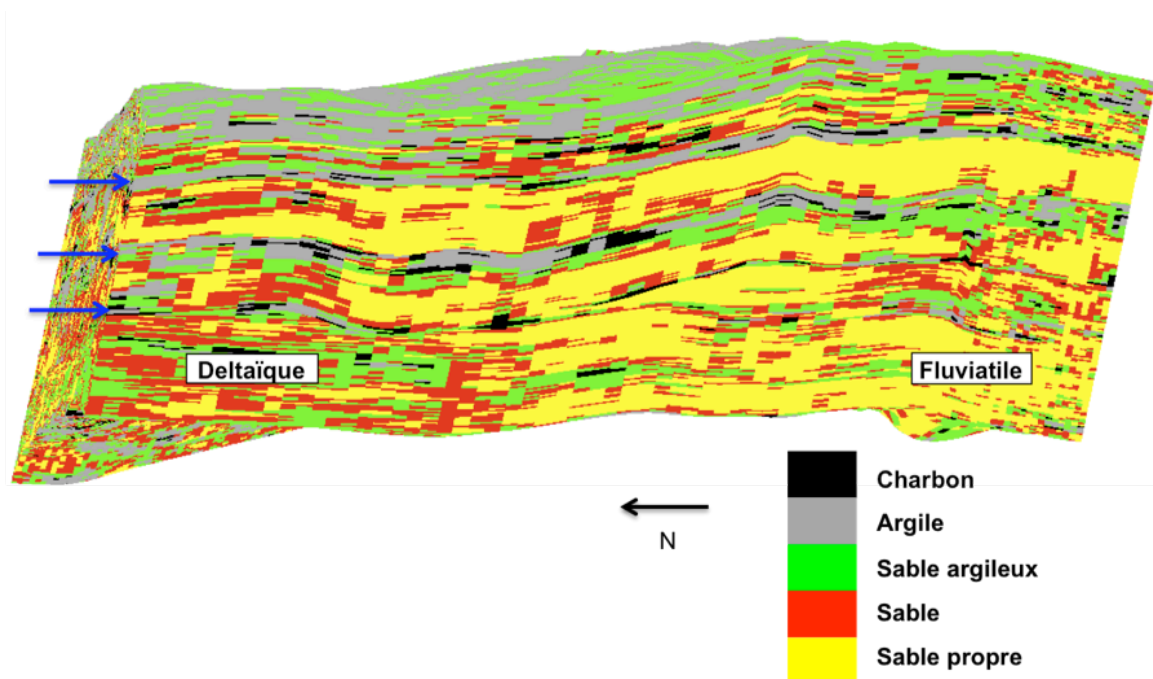 Deltaïque
Fluviatile
N
Charbon
Argile
Sable argileux
Sable
Sable propre